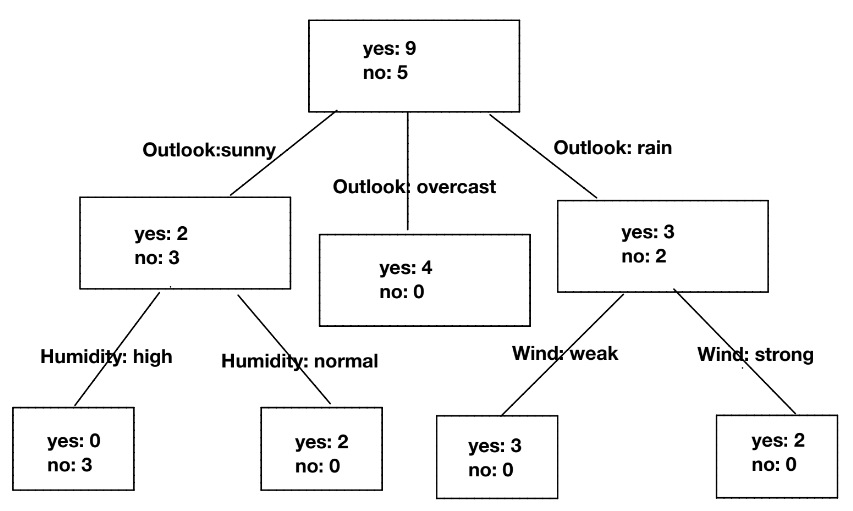 yes: 9
no: 5
Outlook:sunny
Outlook: overcast
Outlook: rain
yes: 2
no: 3
yes: 4
no: 0
yes: 3
no: 2
Humidity: high
Humidity: normal
Wind: weak
Wind: strong
yes: 0
no: 3
yes: 2
no: 0
yes: 3
no: 0
yes: 2
no: 0